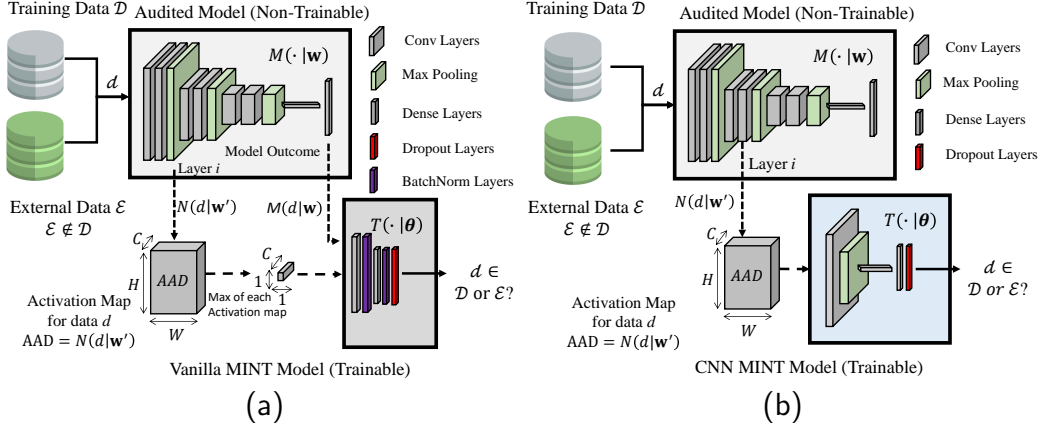 Training Data 𝒟
Audited Model (Non-Trainable)
M(· |𝐰)
Conv Layers
Max Pooling
Dense Layers
Dropout Layers
BatchNorm Layers
d
Model Outcome
Layer i
External Data ℰ
ℰ ∉ 𝒟
N(d|𝐰′)
M(d|𝐰)
T(· |𝜽)
C
H
AAD
W
C
1
1
Max of each
Activation map
d ∈
𝒟 or ℰ?
Activation Map
for data d
AAD = N(d|𝐰′)
Vanilla MINT Model (Trainable)
(a)
Training Data 𝒟
Audited Model (Non-Trainable)
M(· |𝐰)
Conv Layers
Max Pooling
Dense Layers
Dropout Layers
d
Layer i
External Data ℰ
ℰ ∉ 𝒟
N(d|𝐰′)
T(· |𝜽)
C
H
AAD
W
d ∈
𝒟 or ℰ?
Activation Map
for data d
AAD = N(d|𝐰′)
CNN MINT Model (Trainable)
(b)